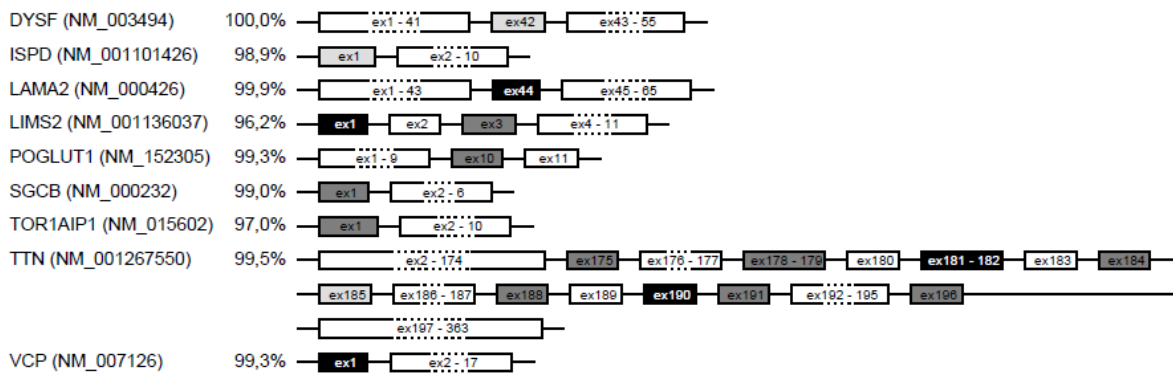 DYSF (NM_003494) 100,0% ex1 - 41 ex42 ex43 - 55
ISPD (NM_001101426) 98,9% ex1 ex2 - 10
LAMA2 (NM_000426) 99,9% ex1 - 43 ex44 ex45 - 65
LIMS2 (NM_001136037) 96,2% ex1 ex2 ex3 ex4 - 11
POGLUT1 (NM_152305) 99,3% ex1 - 9 ex10 ex11
SGCB (NM_000232) 99,0% ex1 ex2 - 6
TOR1AIP1 (NM_015602) 97,0% ex1 ex2 - 10
TTN (NM_001267550) 99,5% ex2 - 174 ex175 ex176 - 177 ex178 - 179 ex180 ex181 - 182 ex183 ex184
ex185 ex186 - 187 ex188 ex189 ex190 ex191 ex192 - 195 ex196
ex197 - 363
VCP (NM_007126) 99,3% ex1 ex2 - 17